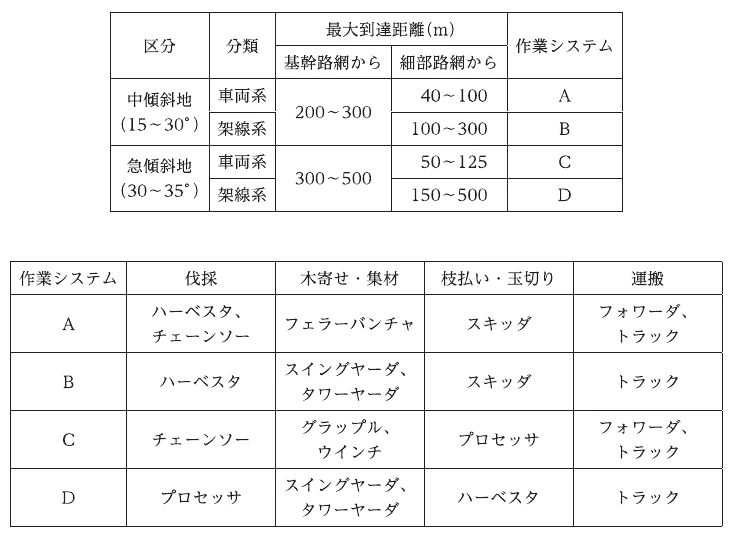 区分 分類 最大到達距離(m) 作業システム
基幹路網から 細部路網から
中傾斜地 車両系 200～300 40～100 A
(15～30°) 架線系 100～300 B
急傾斜地 車両系 300～500 50～125 C
(30～35°) 架線系 150～500 D
作業システム 伐採 木寄せ・集材 枝払い・玉切り 運搬
A ハーベスタ、 フェラーバンチャ スキッダ フォワーダ、
チェーンソー トラック
B ハーベスタ スイングヤーダ、 スキッダ トラック
タワーヤーダ
C チェーンソー グラップル、 プロセッサ フォワーダ、
ウインチ トラック
D プロセッサ スイングヤーダ、 ハーベスタ トラック
タワーヤーダ